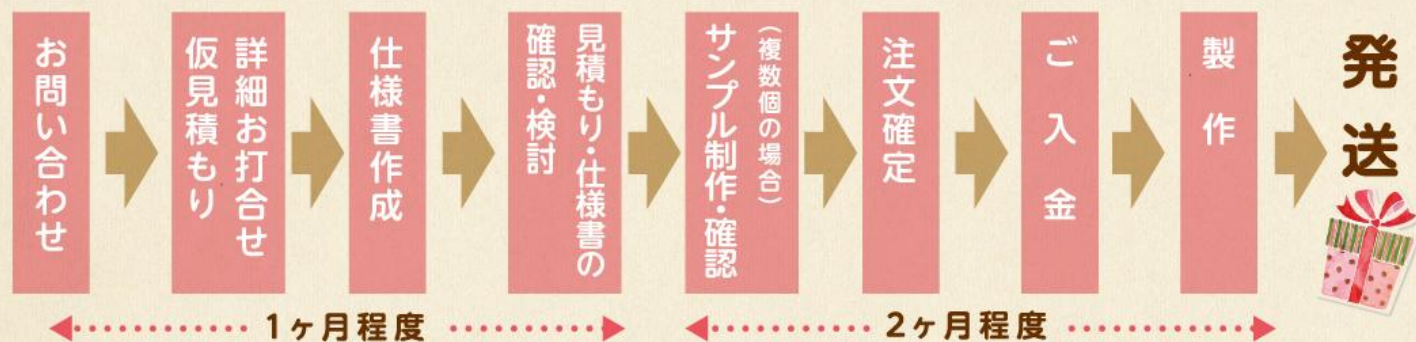 お問い合わせ
詳細お打合せ
仮見積もり
仕様書作成
見積もり・仕様書の
確認・検討
（複数個の場合）
サンプル制作・確認
注文確定
ご入金
製作
発送
1ヶ月程度
2ヶ月程度